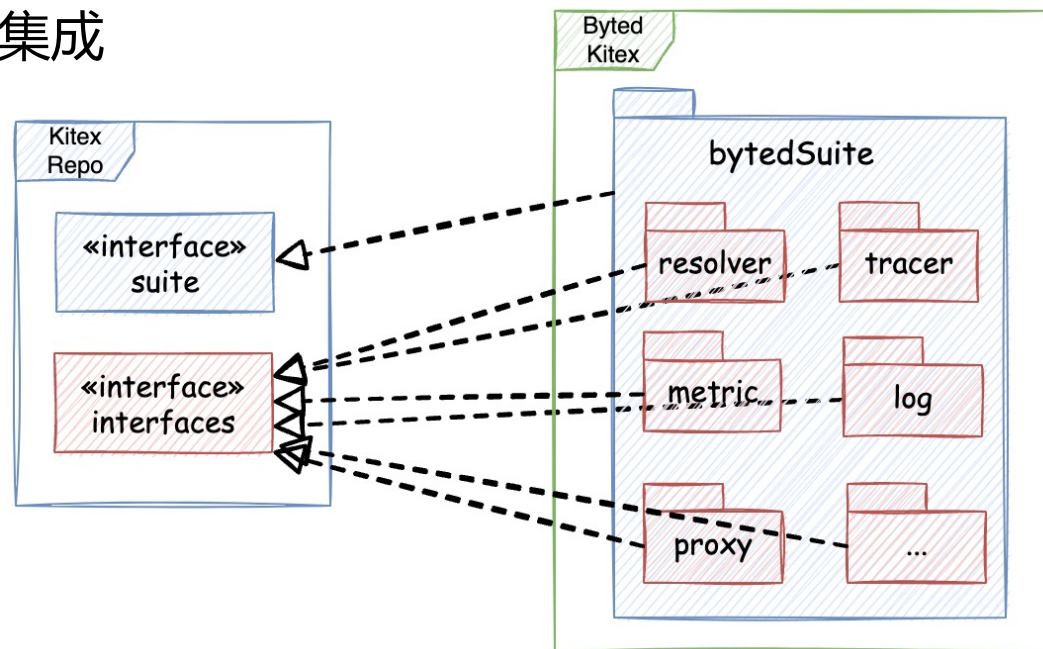 集成
Kitex
Repo
«interface»
suite
«interface»
interfaces
Byted
Kitex
bytedSuite
resolver
tracer
metric
log
proxy
...